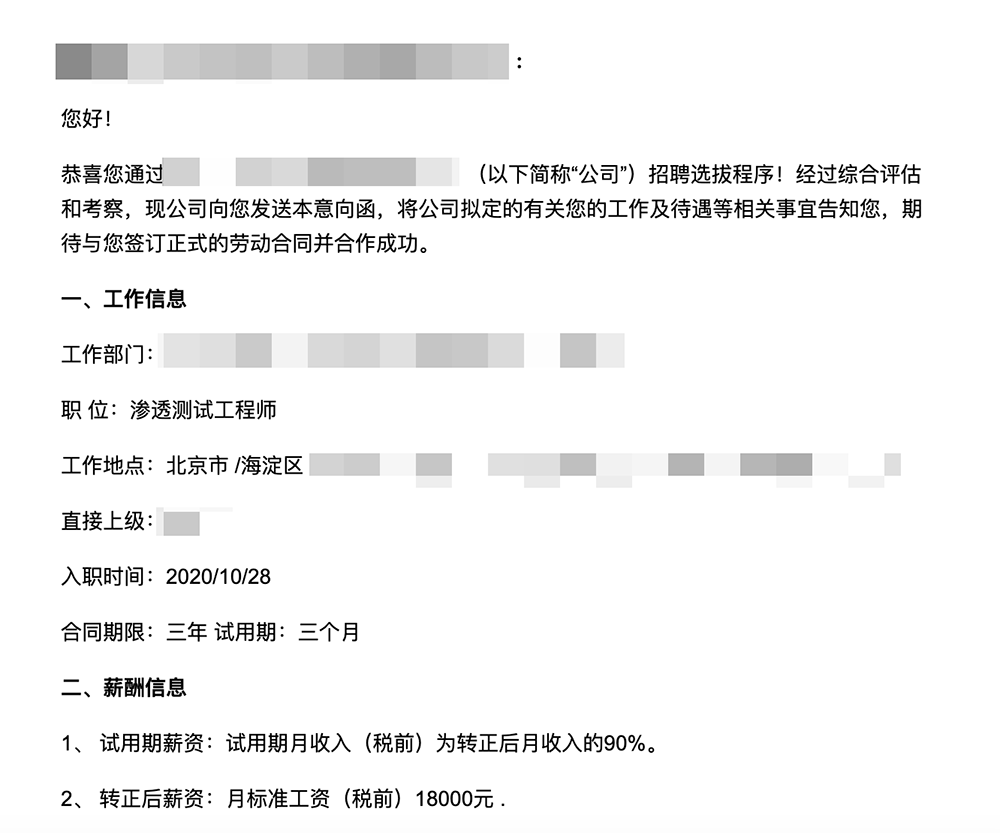 ：
您好！
恭喜您通过（以下简称“公司”）招聘选拔程序！经过综合评估
和考察，现公司向您发送本意向函，将公司拟定的有关您的工作及待遇等相关事宜告知您，期
待与您签订正式的劳动合同并合作成功。
一、工作信息
工作部门：
职 位：渗透测试工程师
工作地点：北京市 /海淀区
直接上级：
入职时间：2020/10/28
合同期限：三年 试用期：三个月
二、薪酬信息
1、 试用期薪资：试用期月收入（税前）为转正后月收入的90%。
2、 转正后薪资：月标准工资（税前）18000元 .